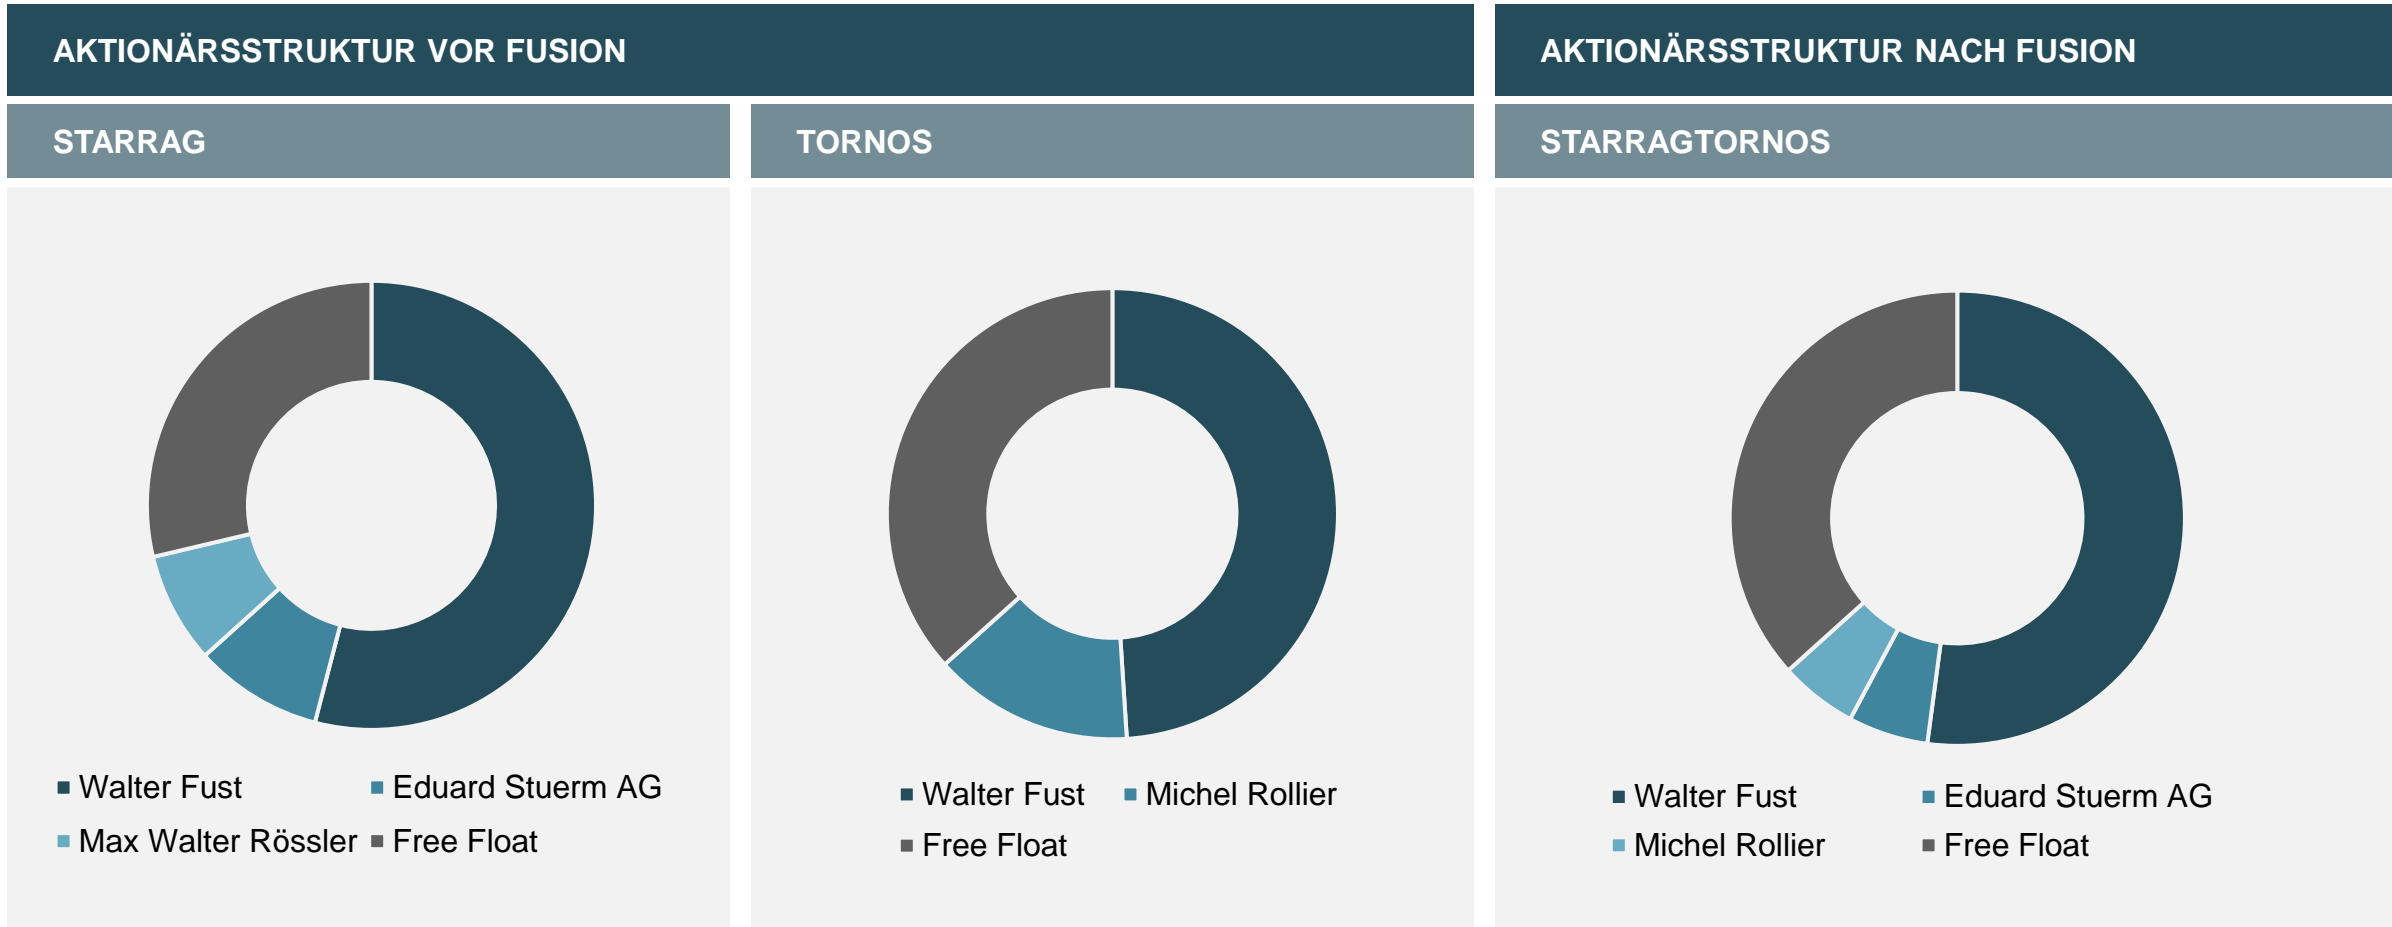 AKTIONÄRSSTRUKTUR VOR FUSION
AKTIONÄRSSTRUKTUR NACH FUSION
STARRAG
TORNOS
STARRAGTORNOS
Walter Fust
Eduard Stuerm AG
Max Walter Rössler
Free Float
Walter Fust
Michel Rollier
Free Float
Walter Fust
Eduard Stuerm AG
Michel Rollier
Free Float